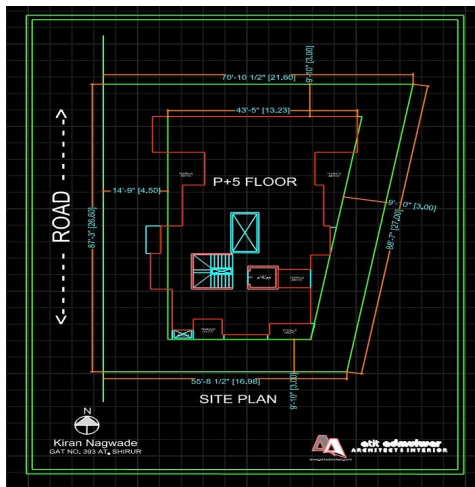 70'-10 1/2" [21.60]
9'-10" [3.00]
43'-5" [13.23]
P+5 FLOOR
14'-9" [4.50]
ROAD
87'-3" [26.60]
9'-10" [3.00]
88'-7" [27.00]
55'-8 1/2" [16.98]
9'-10" [3.00]
SITE PLAN
N
Kiran Nagwade
GAT NO. 393 AT. SHIRUR
ARCHITECT & INTERIOR